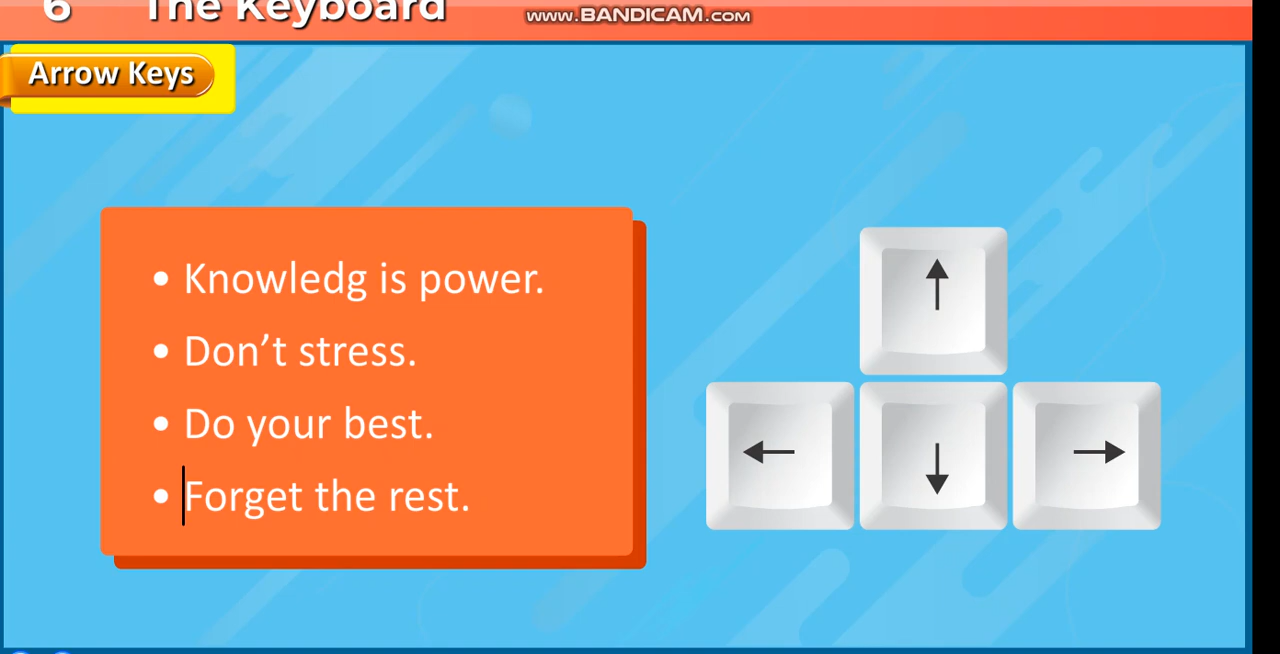 6 The Keyboard
www.BANDICAM.com
Arrow Keys
• Knowledg is power.
• Don’t stress.
• Do your best.
• Forget the rest.